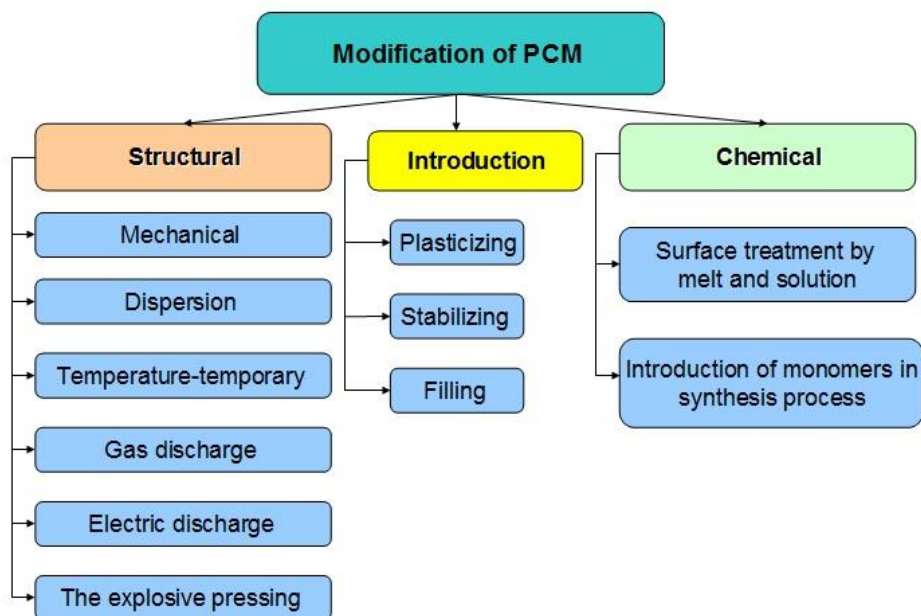 Modification of PCM
Structural
Mechanical
Dispersion
Temperature-temporary
Gas discharge
Electric discharge
The explosive pressing
Introduction
Plasticizing
Stabilizing
Filling
Chemical
Surface treatment by
melt and solution
Introduction of monomers in
synthesis process